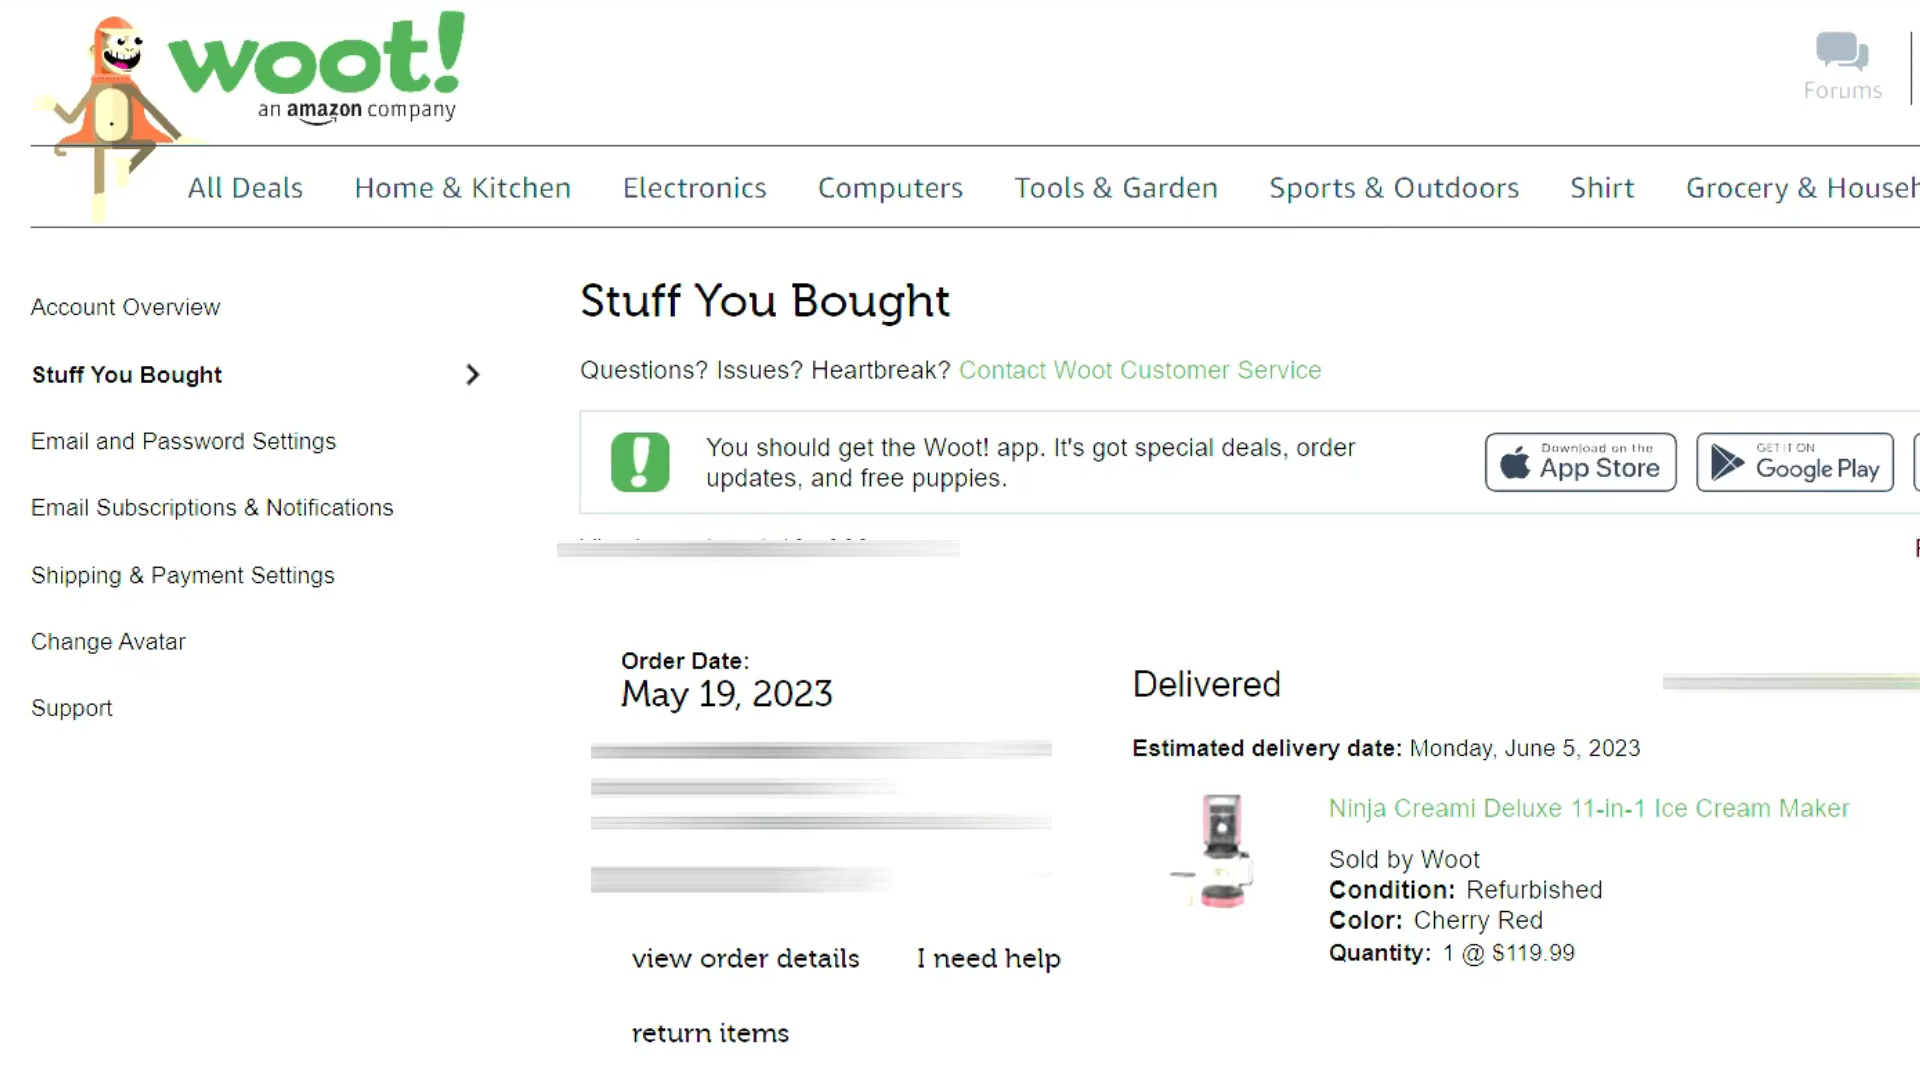 woot!
an amazon company
Forums
All Deals
Home & Kitchen
Electronics
Computers
Tools & Garden
Sports & Outdoors
Shirt
Grocery &
Account Overview
Stuff You Bought
Email and Password Settings
Email Subscriptions & Notifications
Shipping & Payment Settings
Change Avatar
Support
Stuff You Bought
Questions? Issues? Heartbreak? Contact Woot Customer Service
You should get the Woot! app. It's got special deals, order
updates, and free puppies.
Download on the
App Store
GET IT ON
Google Play
Order Date:
May 19, 2023
view order details
I need help
return items
Delivered
Estimated delivery date: Monday, June 5, 2023
Ninja Creami Deluxe 11-in-1 Ice Cream Maker
Sold by Woot
Condition: Refurbished
Color: Cherry Red
Quantity: 1 @ $119.99